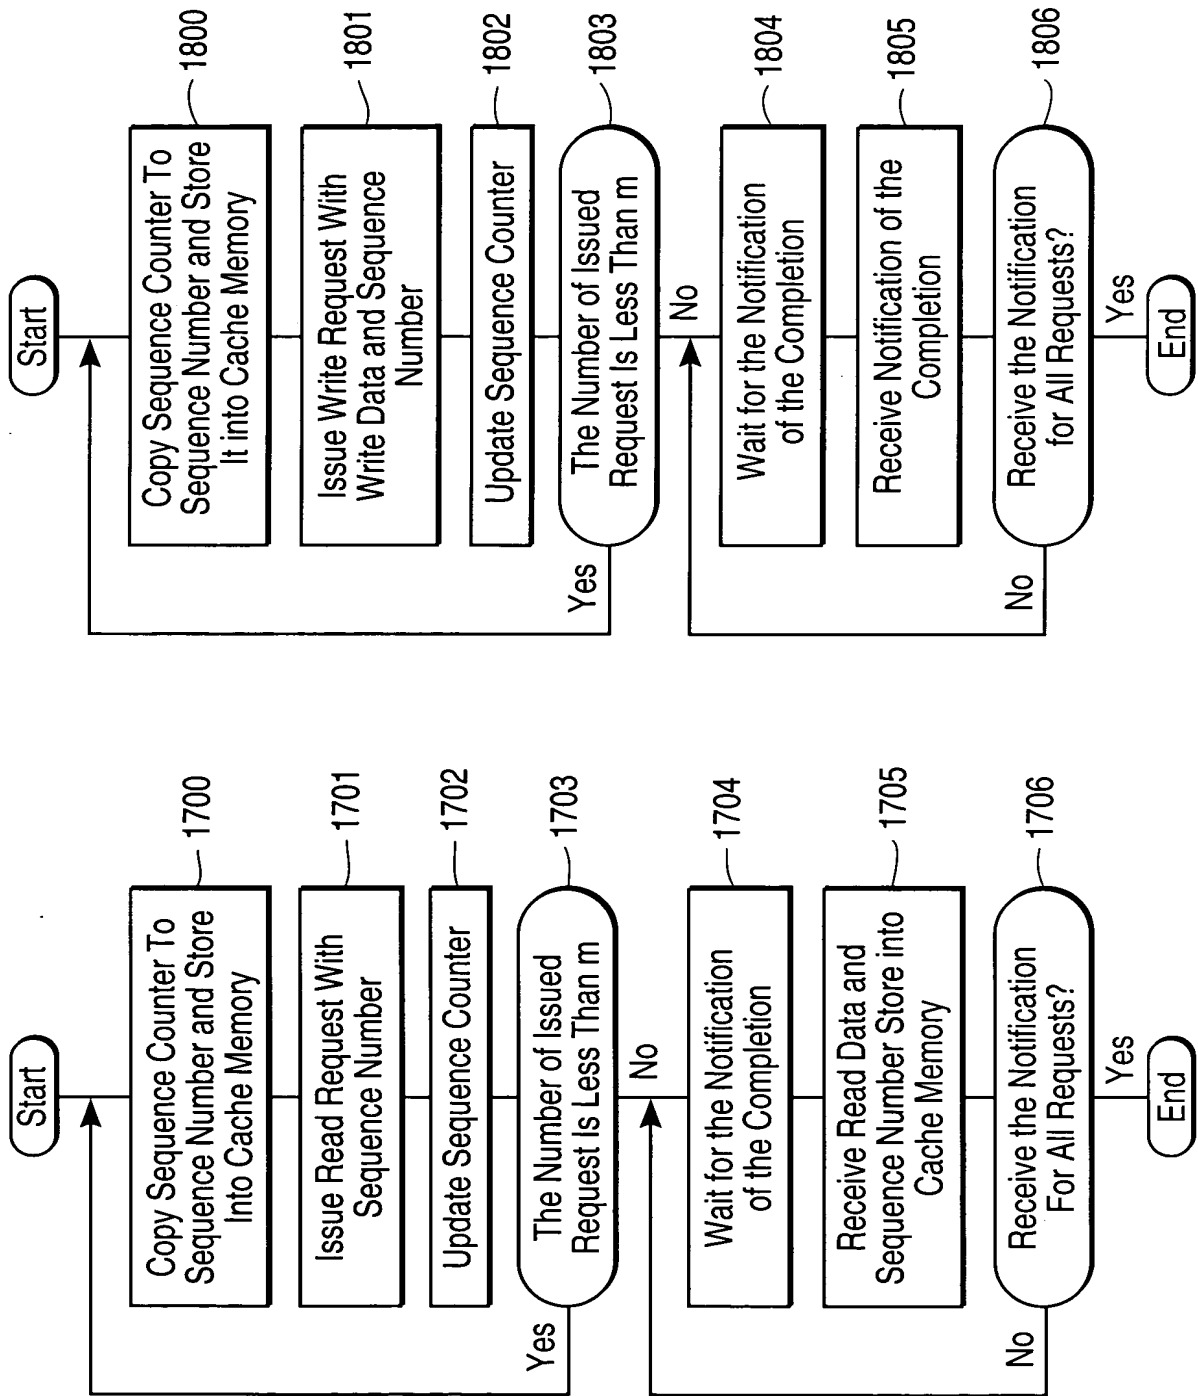 Start
Copy Sequence Counter To
Sequence Number and Store
Into Cache Memory
1700
Issue Read Request With
Sequence Number
1701
Update Sequence Counter
1702
The Number of Issued
Request Is Less Than m
1703
Yes
No
Wait for the Notification
of the Completion
1704
Receive Read Data and
Sequence Number Store into
Cache Memory
1705
Receive the Notification
For All Requests?
1706
No
Yes
End
Start
Copy Sequence Counter To
Sequence Number and Store
It into Cache Memory
1800
Issue Write Request With
Write Data and Sequence
Number
1801
Update Sequence Counter
1802
The Number of Issued
Request Is Less Than m
1803
Yes
No
Wait for the Notification
of the Completion
1804
Receive Notification of the
Completion
1805
Receive the Notification
for All Requests?
1806
No
Yes
End